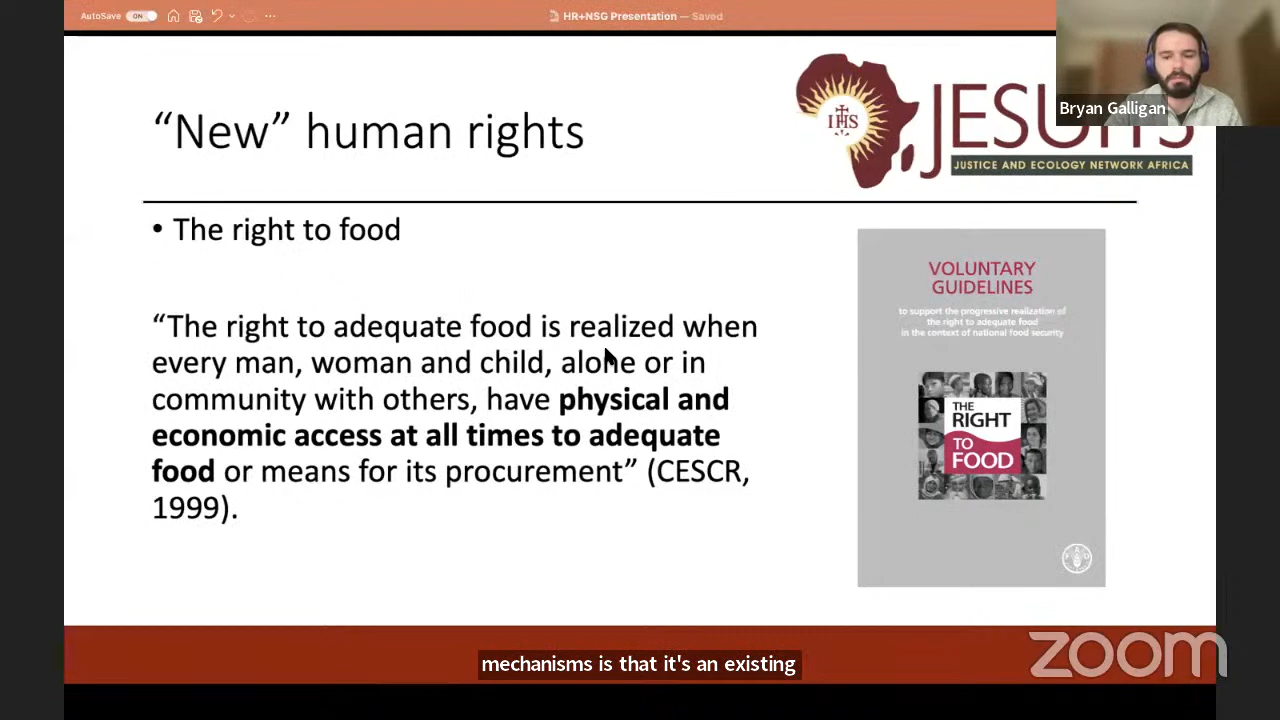 AutoSave ON
HR+NSG Presentation — Saved
Bryan Galligan
“New” human rights
IHS
JESUITS
JUSTICE AND ECOLOGY NETWORK AFRICA
• The right to food
“The right to adequate food is realized when
every man, woman and child, alone or in
community with others, have physical and
economic access at all times to adequate
food or means for its procurement” (CESCR,
1999).
VOLUNTARY
GUIDELINES
to support the progressive realization of
the right to adequate food
in the context of national food security
THE
RIGHT
TO
FOOD
mechanisms is that it's an existing
zoom